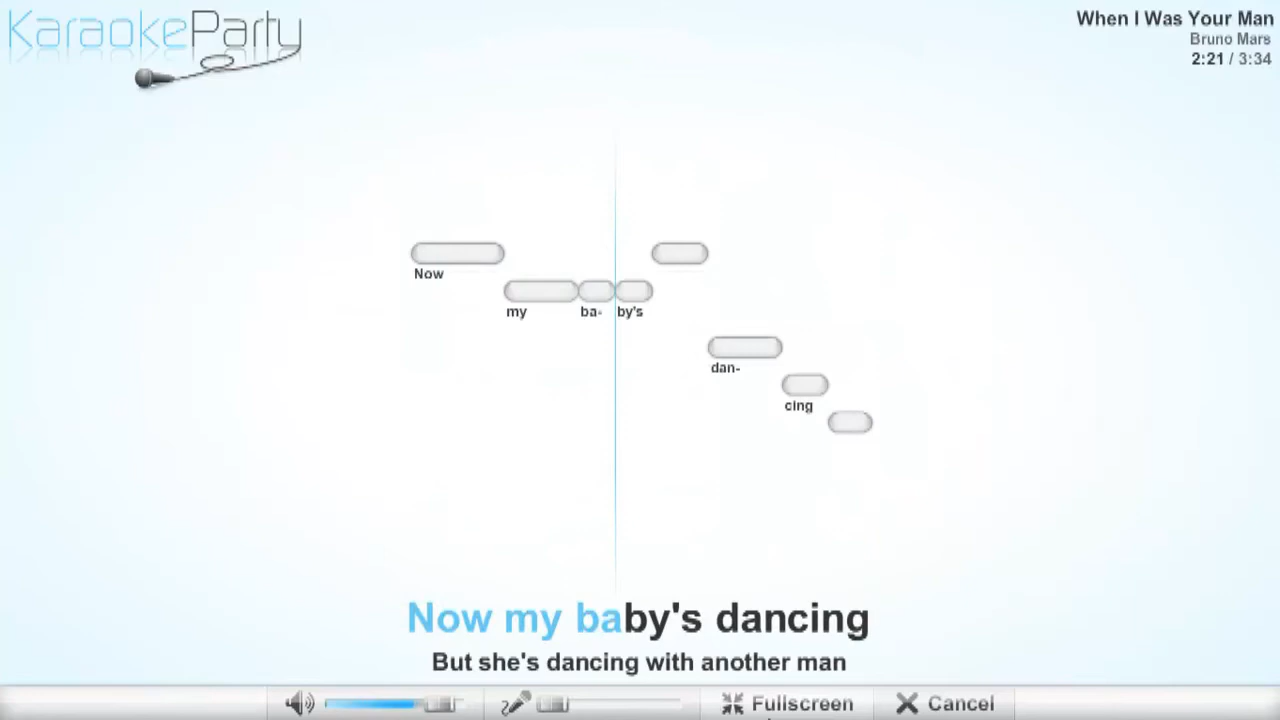 KaraokeParty
When I Was Your Man
Bruno Mars
2:21 / 3:34
Now
my ba- by's
dan-
cing
Now my baby's dancing
But she's dancing with another man
Fullscreen
Cancel